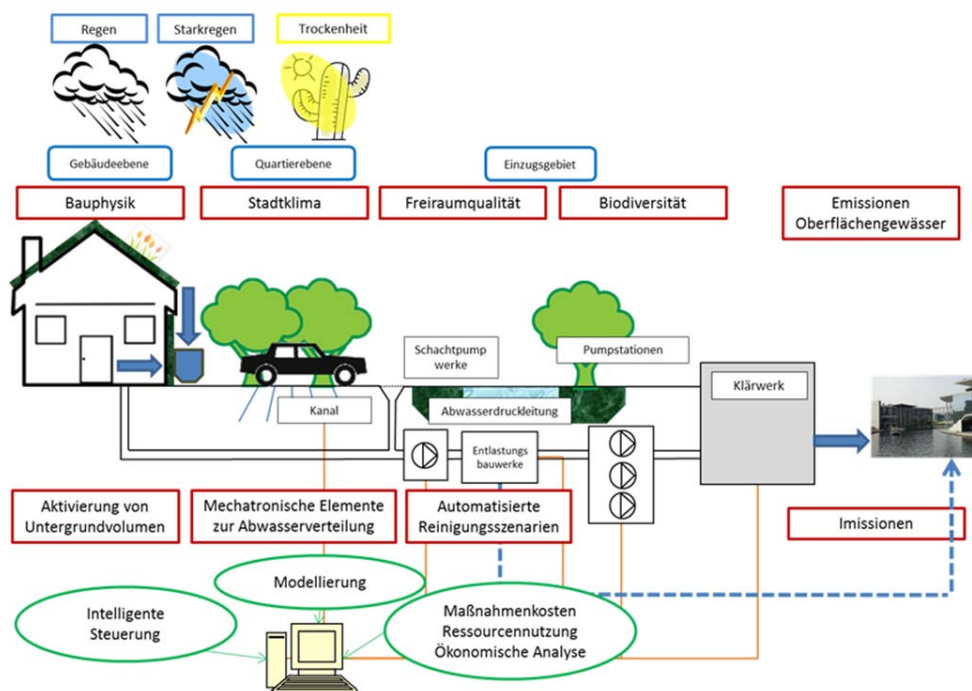 Regen
Starkregen
Trockenheit
Gebäudeebene
Quartierebene
Einzugsgebiet
Bauphysik
Stadtklima
Freiraumqualität
Biodiversität
Emissionen
Oberflächengewässer
Schachtpump
werke
Pumpstationen
Klärwerk
Kanal
Abwasserdruckleitung
Entlastungs
bauwerke
Aktivierung von
Untergrundvolumen
Mechatronische Elemente
zur Abwasserverteilung
Automatisierte
Reinigungsszenarien
Imissionen
Modellierung
Intelligente
Steuerung
Maßnahmenkosten
Ressourcennutzung
Ökonomische Analyse